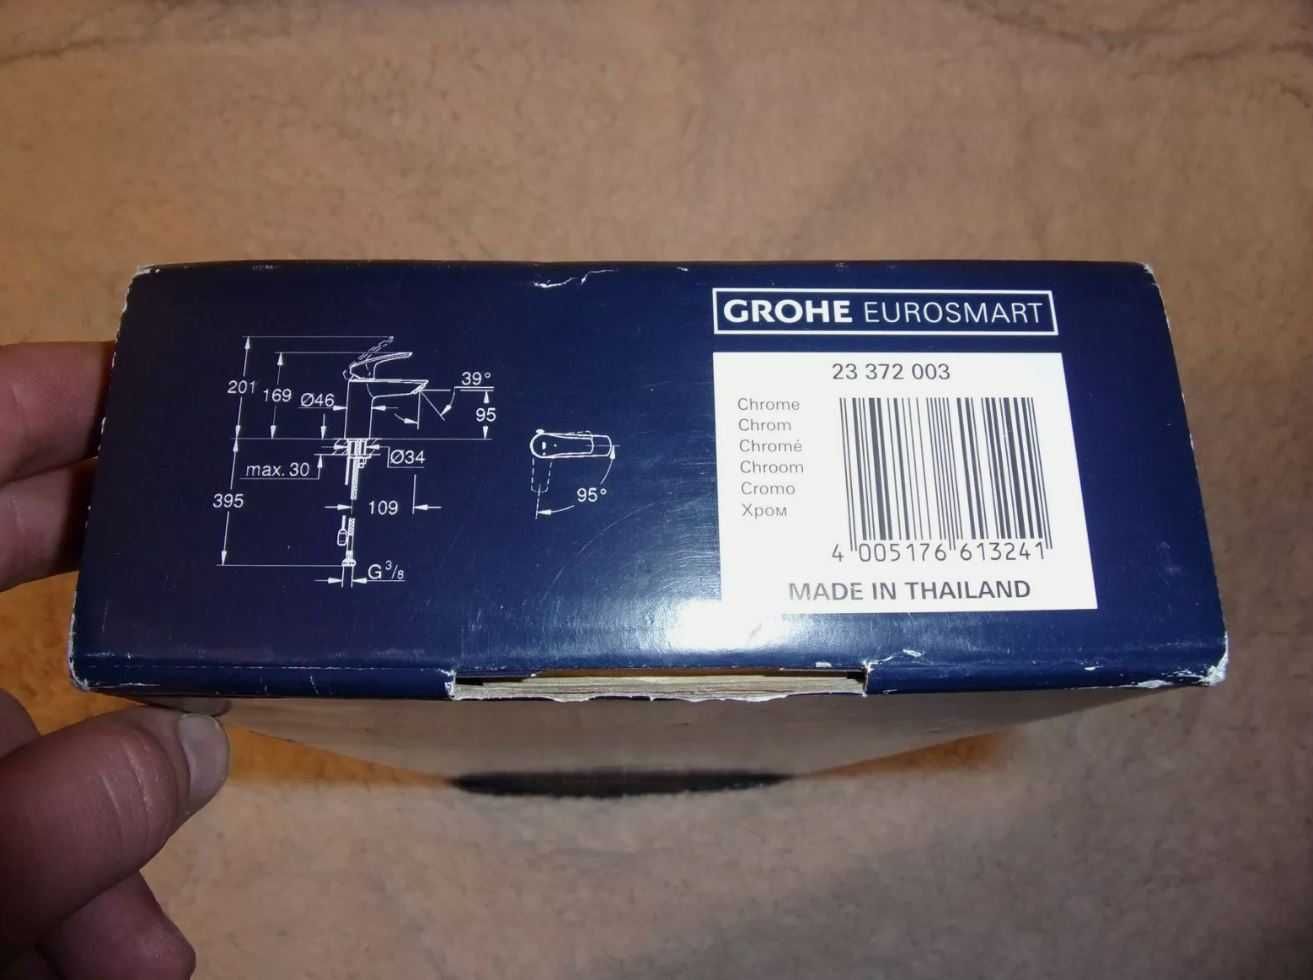 GROHE EUROSMART
23 372 003
Chrome
Chrom
Chromé
Chroom
Cromo
Хром
4 005176 613241
MADE IN THAILAND
201
169
Ø46
39°
95
max. 30
Ø34
395
109
95°
G 3/8